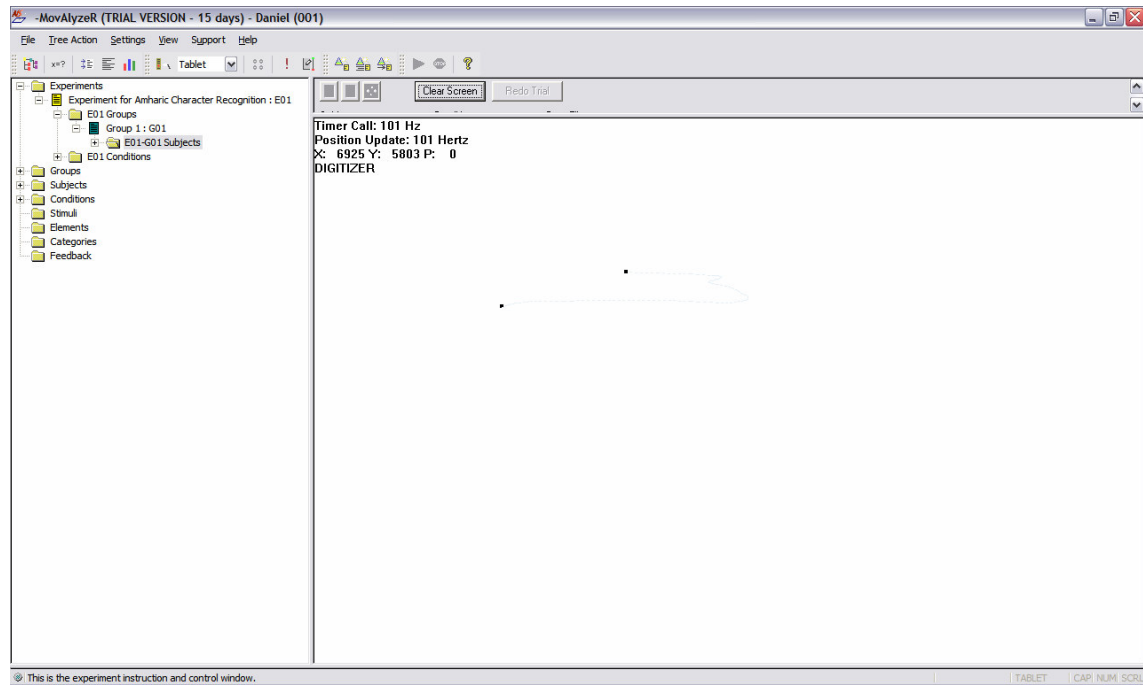 -MovAlyzeR (TRIAL VERSION - 15 days) - Daniel (001)
File Tree Action Settings View Support Help
x=? Tablet ! ?
Experiments
Experiment for Amharic Character Recognition : E01
E01 Groups
Group 1 : G01
E01-G01 Subjects
E01 Conditions
Groups
Subjects
Conditions
Stimuli
Elements
Categories
Feedback
Clear Screen Redo Trial
Timer Call: 101 Hz
Position Update: 101 Hertz
X: 6925 Y: 5803 P: 0
DIGITIZER
This is the experiment instruction and control window. TABLET CAP NUM SCRL